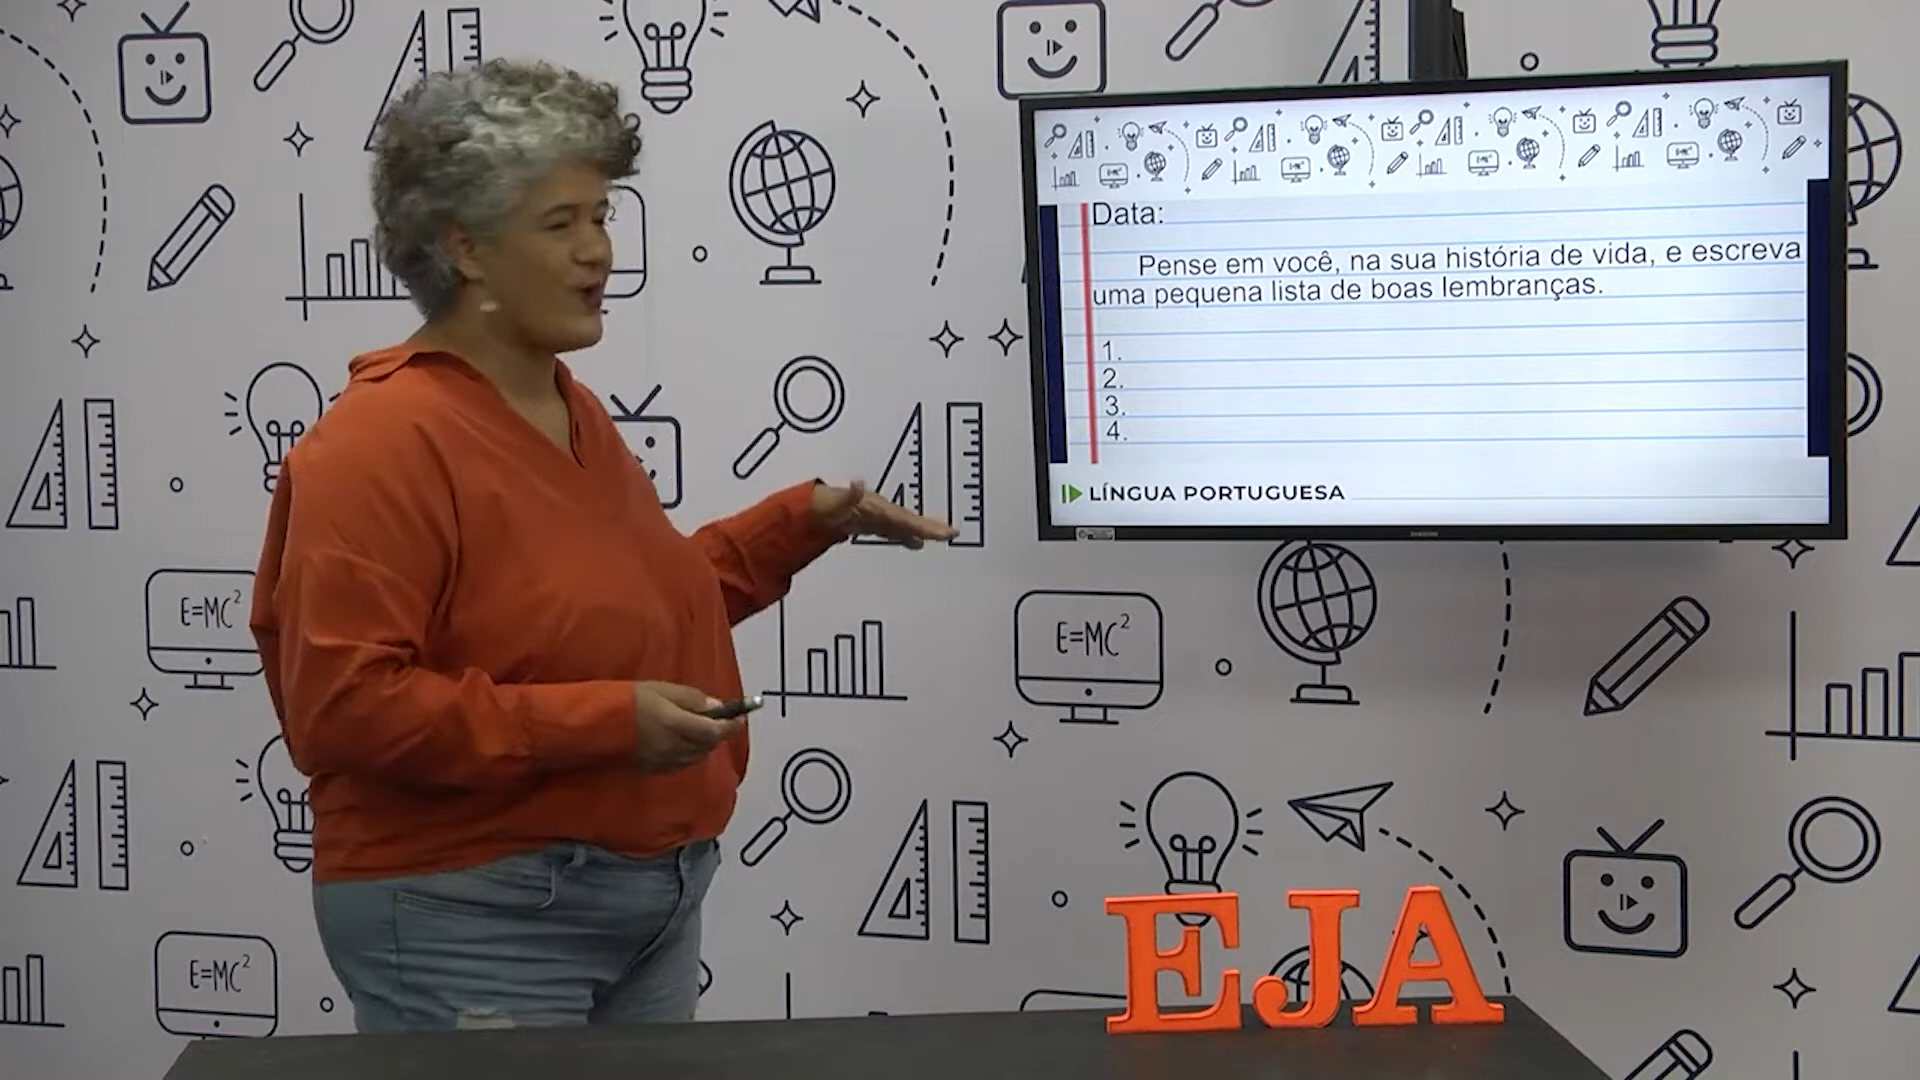 Data:
Pense em você, na sua história de vida, e escreva
uma pequena lista de boas lembranças.
1.
2.
3.
4.
LÍNGUA PORTUGUESA
SAMSUNG
E=MC²
E=MC²
E=MC²
EJA